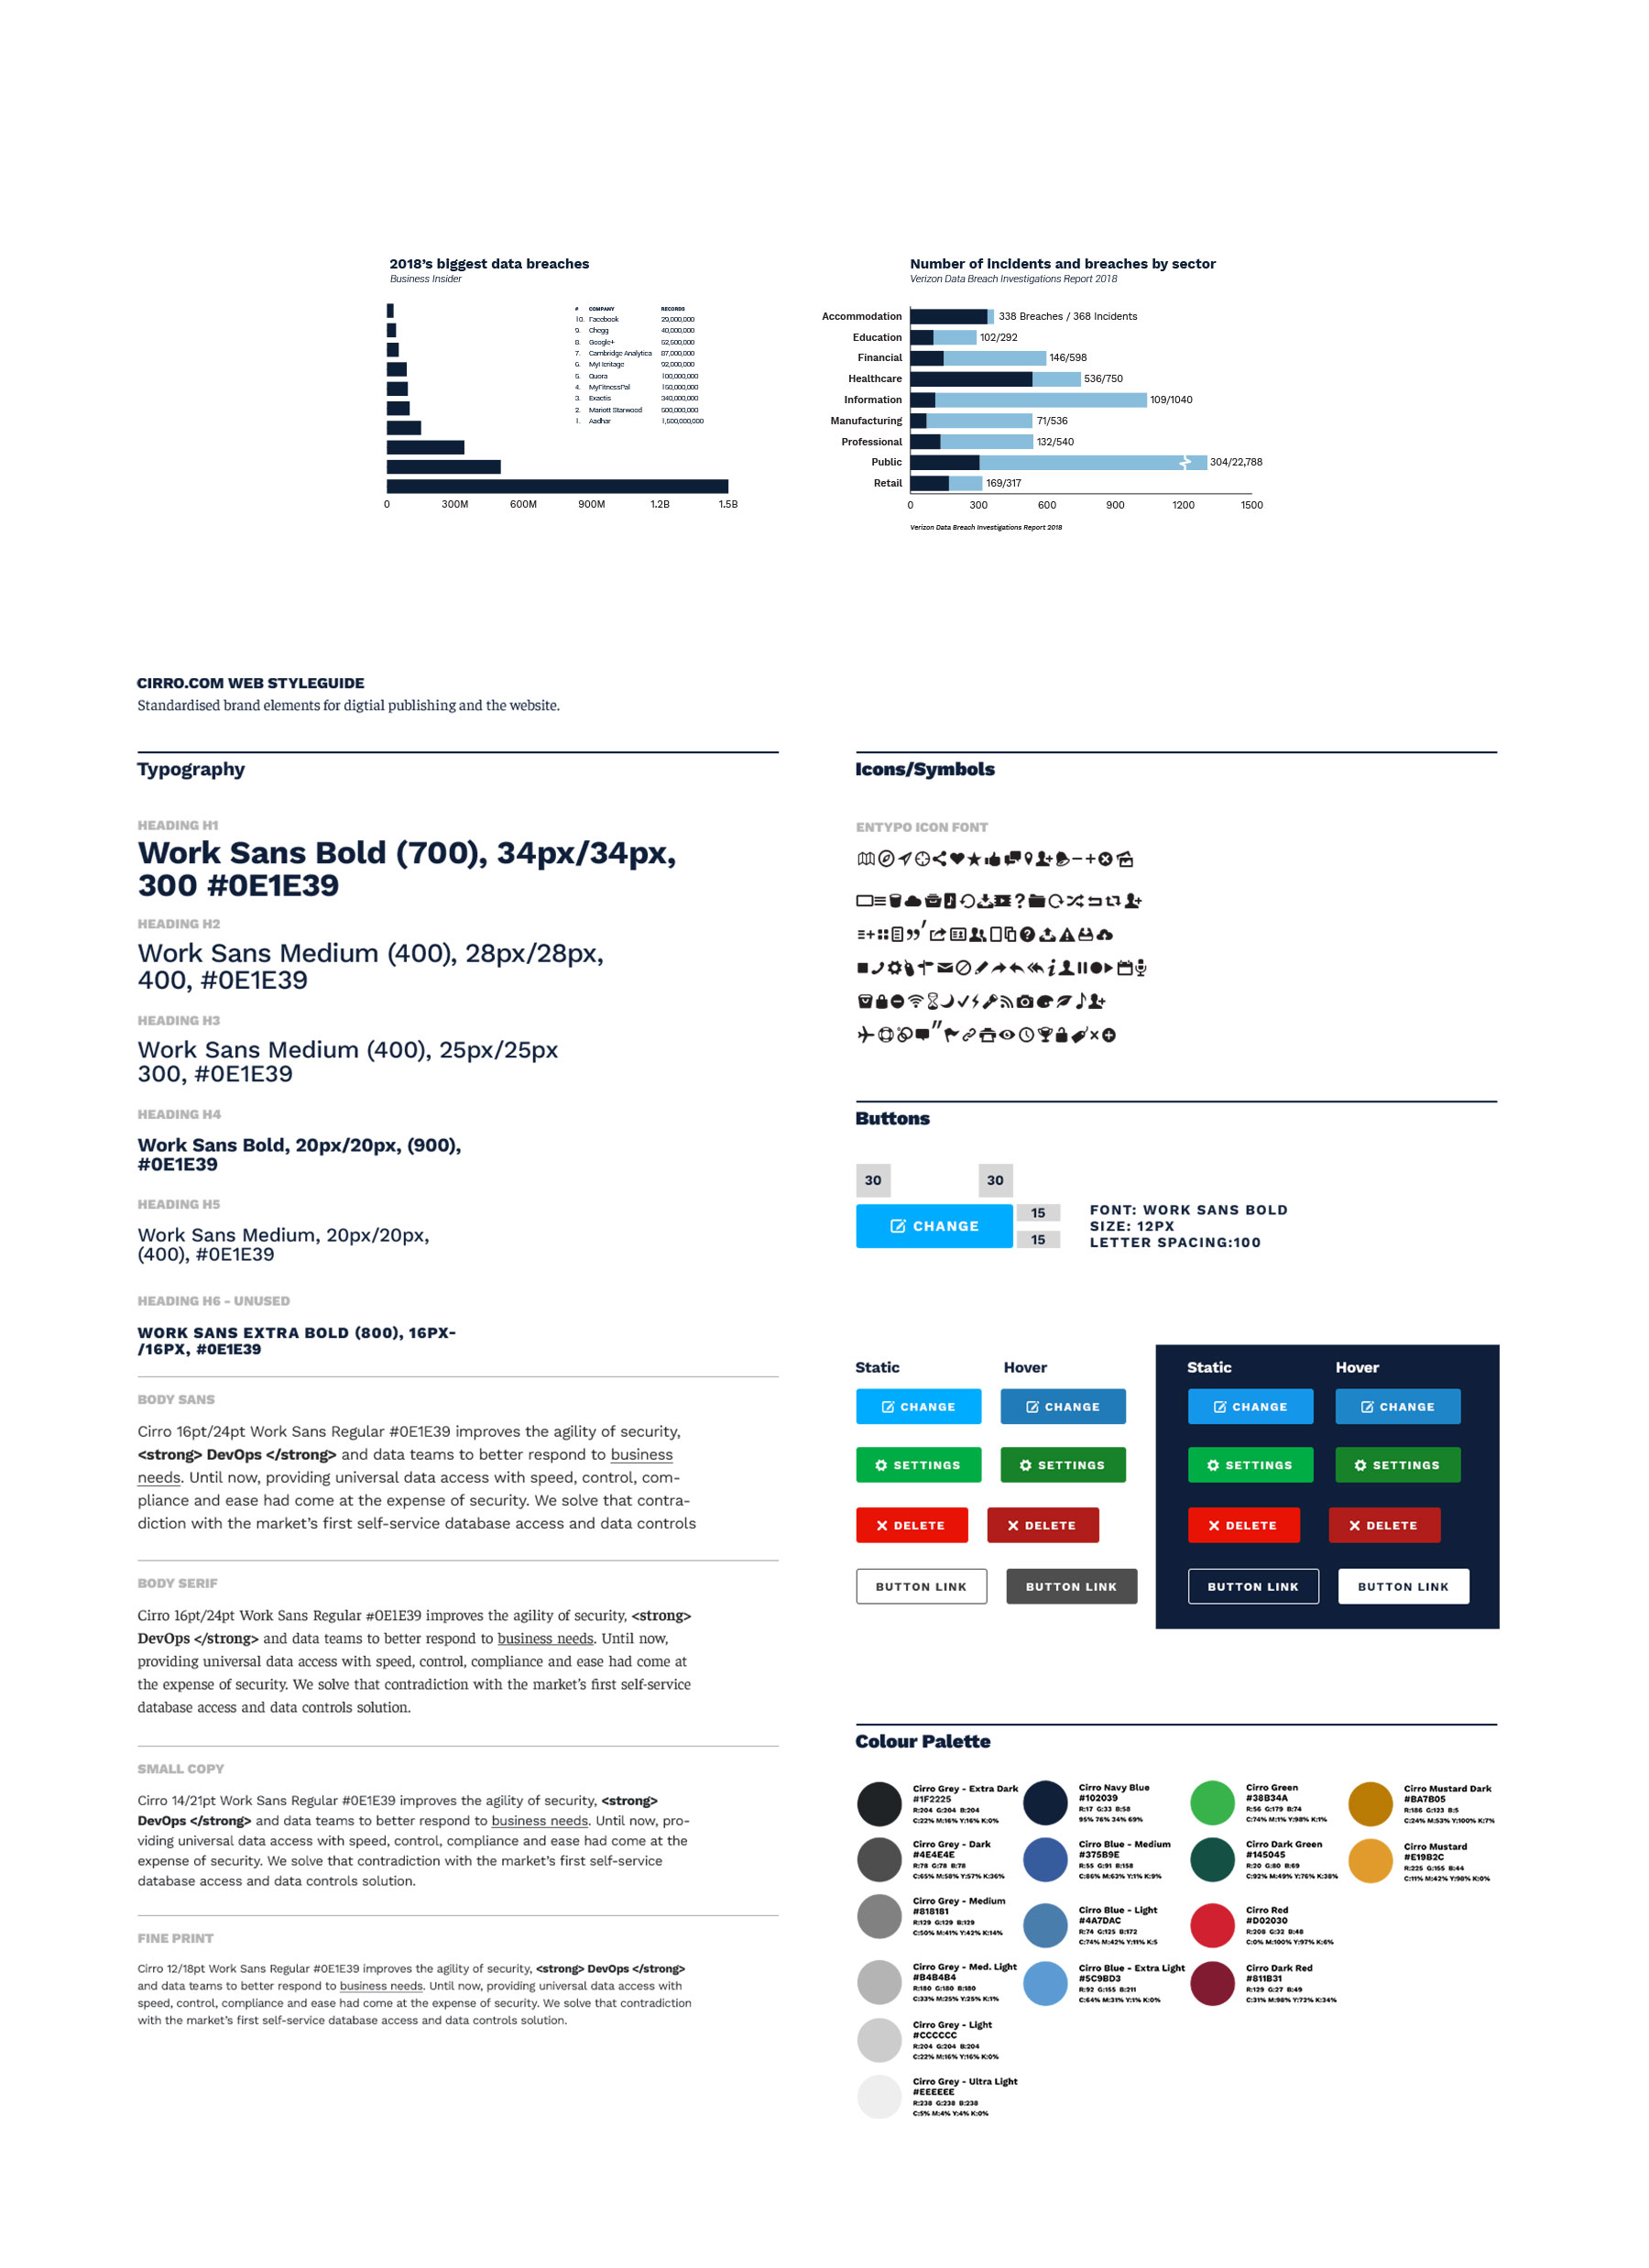 2018's biggest data breaches
Business Insider
# COMPANY RECORDS
10. Facebook 29,000,000
9. Chegg 40,000,000
8. Google+ 52,500,000
7. Cambridge Analytica 87,000,000
6. MyHeritage 92,000,000
5. Quora 100,000,000
4. MyFitnessPal 150,000,000
3. Exactis 340,000,000
2. Mariott Starwood 500,000,000
1. Aadhar 1,500,000,000
0 300M 600M 900M 1.2B 1.5B
Number of incidents and breaches by sector
Verizon Data Breach Investigations Report 2018
Accommodation 338 Breaches / 368 Incidents
Education 102/292
Financial 146/598
Healthcare 536/750
Information 109/1040
Manufacturing 71/536
Professional 132/540
Public 304/22,788
Retail 169/317
0 300 600 900 1200 1500
Verizon Data Breach Investigations Report 2018
CIRRO.COM WEB STYLEGUIDE
Standardised brand elements for digtial publishing and the website.
Typography
HEADING H1
Work Sans Bold (700), 34px/34px,
300 #0E1E39
HEADING H2
Work Sans Medium (400), 28px/28px,
400, #0E1E39
HEADING H3
Work Sans Medium (400), 25px/25px
300, #0E1E39
HEADING H4
Work Sans Bold, 20px/20px, (900),
#0E1E39
HEADING H5
Work Sans Medium, 20px/20px,
(400), #0E1E39
HEADING H6 - UNUSED
WORK SANS EXTRA BOLD (800), 16PX-
/16PX, #0E1E39
BODY SANS
Cirro 16pt/24pt Work Sans Regular #0E1E39 improves the agility of security,
<strong> DevOps </strong> and data teams to better respond to business
needs. Until now, providing universal data access with speed, control, com-
pliance and ease had come at the expense of security. We solve that contra-
diction with the market's first self-service database access and data controls
BODY SERIF
Cirro 16pt/24pt Work Sans Regular #0E1E39 improves the agility of security, <strong>
DevOps </strong> and data teams to better respond to business needs. Until now,
providing universal data access with speed, control, compliance and ease had come at
the expense of security. We solve that contradiction with the market's first self-service
database access and data controls solution.
SMALL COPY
Cirro 14/21pt Work Sans Regular #0E1E39 improves the agility of security, <strong>
DevOps </strong> and data teams to better respond to business needs. Until now, pro-
viding universal data access with speed, control, compliance and ease had come at the
expense of security. We solve that contradiction with the market's first self-service
database access and data controls solution.
FINE PRINT
Cirro 12/18pt Work Sans Regular #0E1E39 improves the agility of security, <strong> DevOps </strong>
and data teams to better respond to business needs. Until now, providing universal data access with
speed, control, compliance and ease had come at the expense of security. We solve that contradiction
with the market's first self-service database access and data controls solution.
Icons/Symbols
ENTYPO ICON FONT
Buttons
30 30
CHANGE
15
15
FONT: WORK SANS BOLD
SIZE: 12PX
LETTER SPACING:100
Static Hover
CHANGE CHANGE
SETTINGS SETTINGS
DELETE DELETE
BUTTON LINK BUTTON LINK
Static Hover
CHANGE CHANGE
SETTINGS SETTINGS
DELETE DELETE
BUTTON LINK BUTTON LINK
Colour Palette
Cirro Grey - Extra Dark
#1F2225
R:204 G:204 B:204
C:22% M:16% Y:16% K:0%
Cirro Grey - Dark
#4E4E4E
R:78 G:78 B:78
C:65% M:58% Y:57% K:36%
Cirro Grey - Medium
#818181
R:129 G:129 B:129
C:50% M:41% Y:42% K:14%
Cirro Grey - Med. Light
#B4B4B4
R:180 G:180 B:180
C:33% M:25% Y:25% K:1%
Cirro Grey - Light
#CCCCCC
R:204 G:204 B:204
C:22% M:16% Y:16% K:0%
Cirro Grey - Ultra Light
#EEEEEE
R:238 G:238 B:238
C:5% M:4% Y:4% K:0%
Cirro Navy Blue
#102039
R:17 G:33 B:58
95% 76% 34% 69%
Cirro Blue - Medium
#375B9E
R:55 G:91 B:158
C:86% M:63% Y:1% K:9%
Cirro Blue - Light
#4A7DAC
R:74 G:125 B:172
C:74% M:42% Y:11% K:5
Cirro Blue - Extra Light
#5C9BD3
R:92 G:155 B:211
C:64% M:31% Y:1% K:0%
Cirro Green
#38B34A
R:56 G:179 B:74
C:74% M:1% Y:98% K:1%
Cirro Dark Green
#145045
R:20 G:80 B:69
C:92% M:49% Y:76% K:38%
Cirro Red
#D02030
R:208 G:32 B:48
C:0% M:100% Y:97% K:6%
Cirro Dark Red
#811B31
R:129 G:27 B:49
C:31% M:98% Y:72% K:34%
Cirro Mustard Dark
#BA7B05
R:186 G:123 B:5
C:24% M:53% Y:100% K:7%
Cirro Mustard
#E19B2C
R:225 G:155 B:44
C:11% M:42% Y:98% K:0%